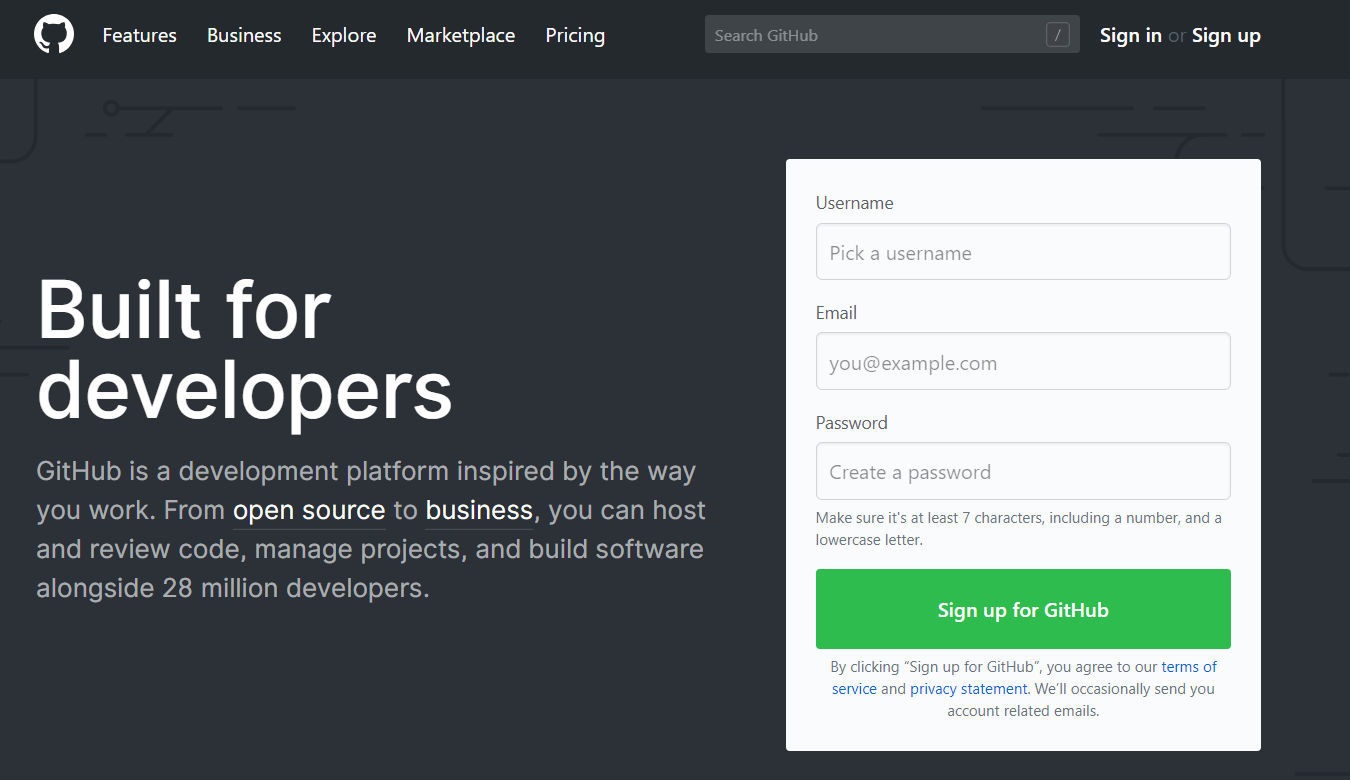 Features Business Explore Marketplace Pricing Search GitHub / Sign in or Sign up
Built for
developers
GitHub is a development platform inspired by the way
you work. From open source to business, you can host
and review code, manage projects, and build software
alongside 28 million developers.
Username
Pick a username
Email
you@example.com
Password
Create a password
Make sure it's at least 7 characters, including a number, and a
lowercase letter.
Sign up for GitHub
By clicking “Sign up for GitHub”, you agree to our terms of
service and privacy statement. We’ll occasionally send you
account related emails.